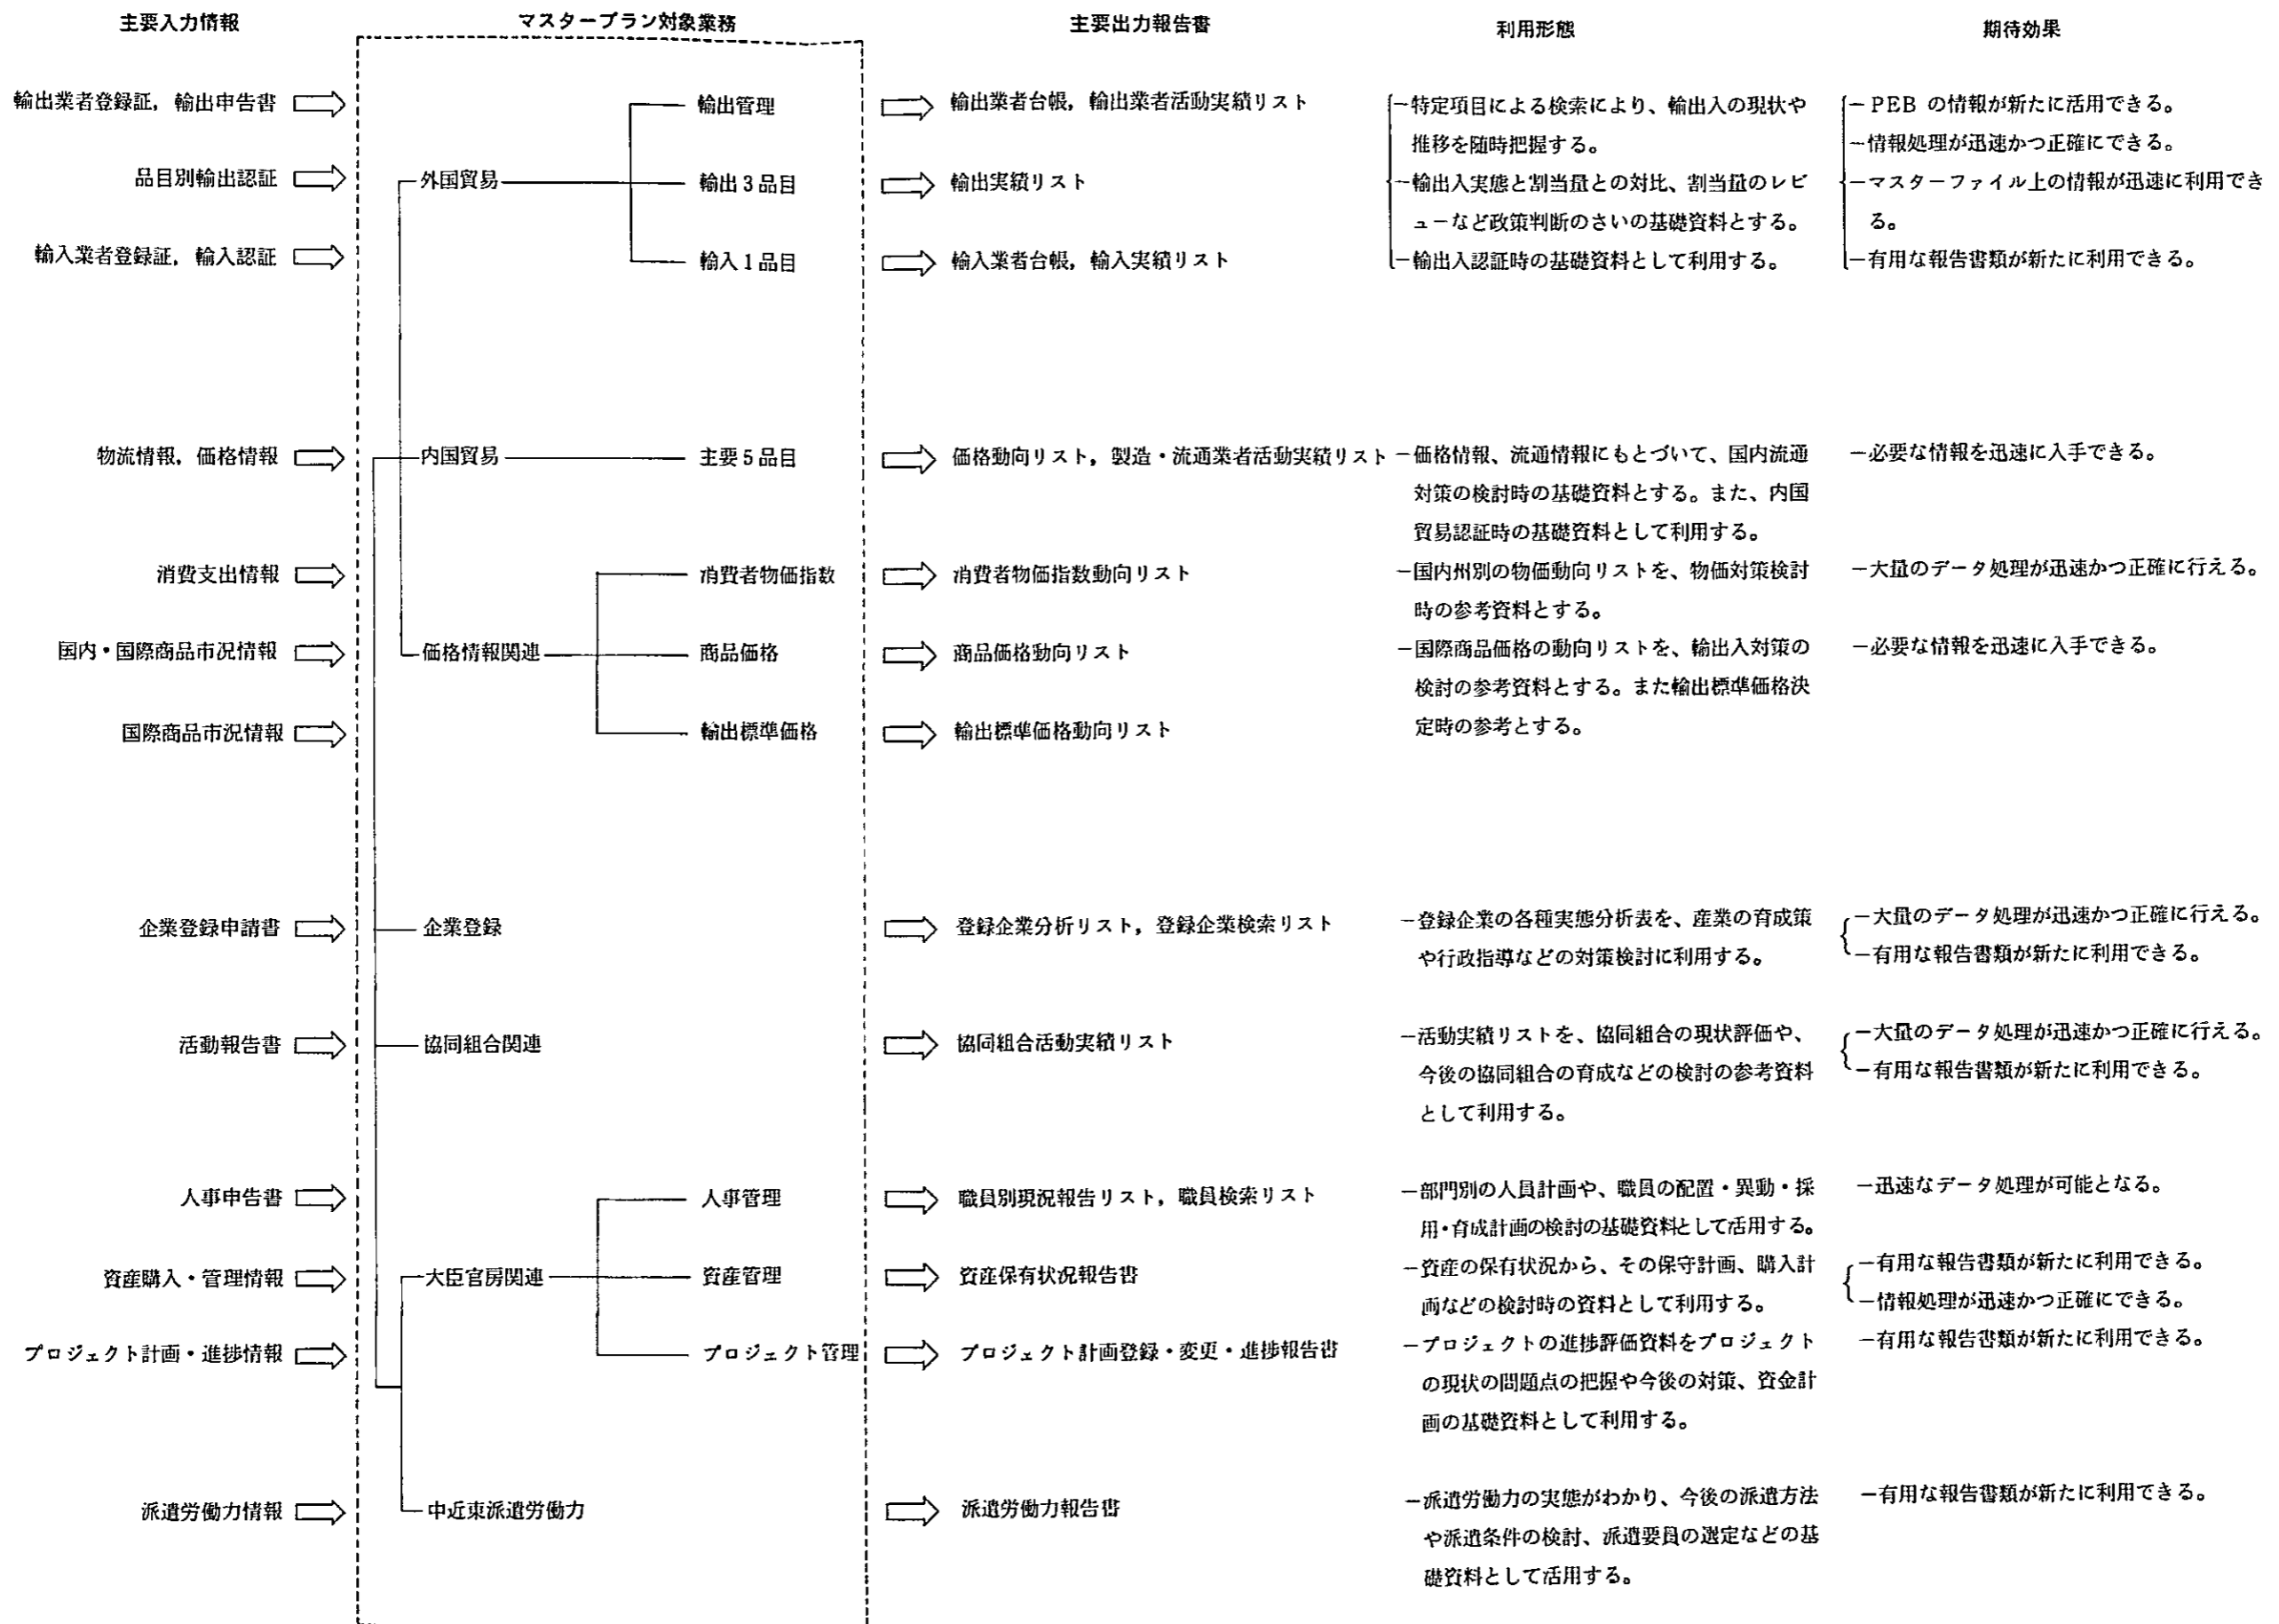 主要入力情報
マスタープラン対象業務
主要出力報告書
利用形態
期待効果
輸出業者登録証，輸出申告書
輸出管理
輸出業者台帳，輸出業者活動実績リスト
－特定項目による検索により、輸出入の現状や
推移を随時把握する。
－PEB の情報が新たに活用できる。
－情報処理が迅速かつ正確にできる。
品目別輸出認証
外国貿易
輸出3品目
輸出実績リスト
－輸出入実態と割当量との対比、割当量のレビ
ューなど政策判断のさいの基礎資料とする。
－マスターファイル上の情報が迅速に利用でき
る。
輸入業者登録証，輸入認証
輸入1品目
輸入業者台帳，輸入実績リスト
－輸出入認証時の基礎資料として利用する。
－有用な報告書類が新たに利用できる。
物流情報，価格情報
内国貿易
主要5品目
価格動向リスト，製造・流通業者活動実績リスト
－価格情報、流通情報にもとづいて、国内流通
対策の検討時の基礎資料とする。また、内国
貿易認証時の基礎資料として利用する。
－必要な情報を迅速に入手できる。
消費支出情報
消費者物価指数
消費者物価指数動向リスト
－国内州別の物価動向リストを、物価対策検討
時の参考資料とする。
－大量のデータ処理が迅速かつ正確に行える。
国内・国際商品市況情報
価格情報関連
商品価格
商品価格動向リスト
－国際商品価格の動向リストを、輸出入対策の
検討の参考資料とする。また輸出標準価格決
定時の参考とする。
－必要な情報を迅速に入手できる。
国際商品市況情報
輸出標準価格
輸出標準価格動向リスト
企業登録申請書
企業登録
登録企業分析リスト，登録企業検索リスト
－登録企業の各種実態分析表を、産業の育成策
や行政指導などの対策検討に利用する。
－大量のデータ処理が迅速かつ正確に行える。
－有用な報告書類が新たに利用できる。
活動報告書
協同組合関連
協同組合活動実績リスト
－活動実績リストを、協同組合の現状評価や、
今後の協同組合の育成などの検討の参考資料
として利用する。
－大量のデータ処理が迅速かつ正確に行える。
－有用な報告書類が新たに利用できる。
人事申告書
人事管理
職員別現況報告リスト，職員検索リスト
－部門別の人員計画や、職員の配置・異動・採
用・育成計画の検討の基礎資料として活用する。
－迅速なデータ処理が可能となる。
資産購入・管理情報
大臣官房関連
資産管理
資産保有状況報告書
－資産の保有状況から、その保守計画、購入計
画などの検討時の資料として利用する。
－有用な報告書類が新たに利用できる。
－情報処理が迅速かつ正確にできる。
プロジェクト計画・進捗情報
プロジェクト管理
プロジェクト計画登録・変更・進捗報告書
－プロジェクトの進捗評価資料をプロジェクト
の現状の問題点の把握や今後の対策、資金計
画の基礎資料として利用する。
－有用な報告書類が新たに利用できる。
派遣労働力情報
中近東派遣労働力
派遣労働力報告書
－派遣労働力の実態がわかり、今後の派遣方法
や派遣条件の検討、派遣要員の選定などの基
礎資料として活用する。
－有用な報告書類が新たに利用できる。